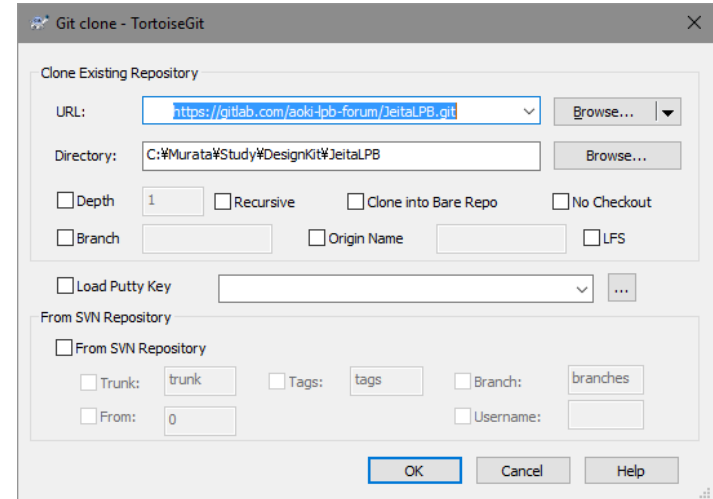 Git clone - TortoiseGit
Clone Existing Repository
URL: https://gitlab.com/aoki-lpb-forum/JeitaLPB.git Browse...
Directory: C:¥Murata¥Study¥DesignKit¥JeitaLPB Browse...
Depth 1 Recursive Clone into Bare Repo No Checkout
Branch Origin Name LFS
Load Putty Key ...
From SVN Repository
From SVN Repository
Trunk: trunk Tags: tags Branch: branches
From: 0 Username:
OK Cancel Help